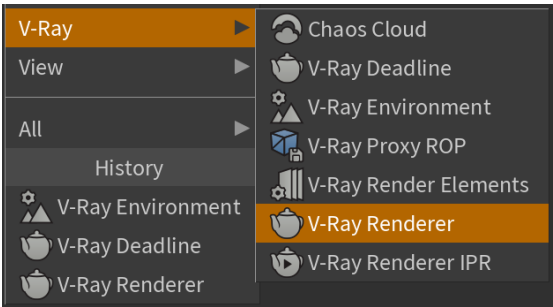 V-Ray
View
All
History
V-Ray Environment
V-Ray Deadline
V-Ray Renderer
Chaos Cloud
V-Ray Deadline
V-Ray Environment
V-Ray Proxy ROP
V-Ray Render Elements
V-Ray Renderer
V-Ray Renderer IPR